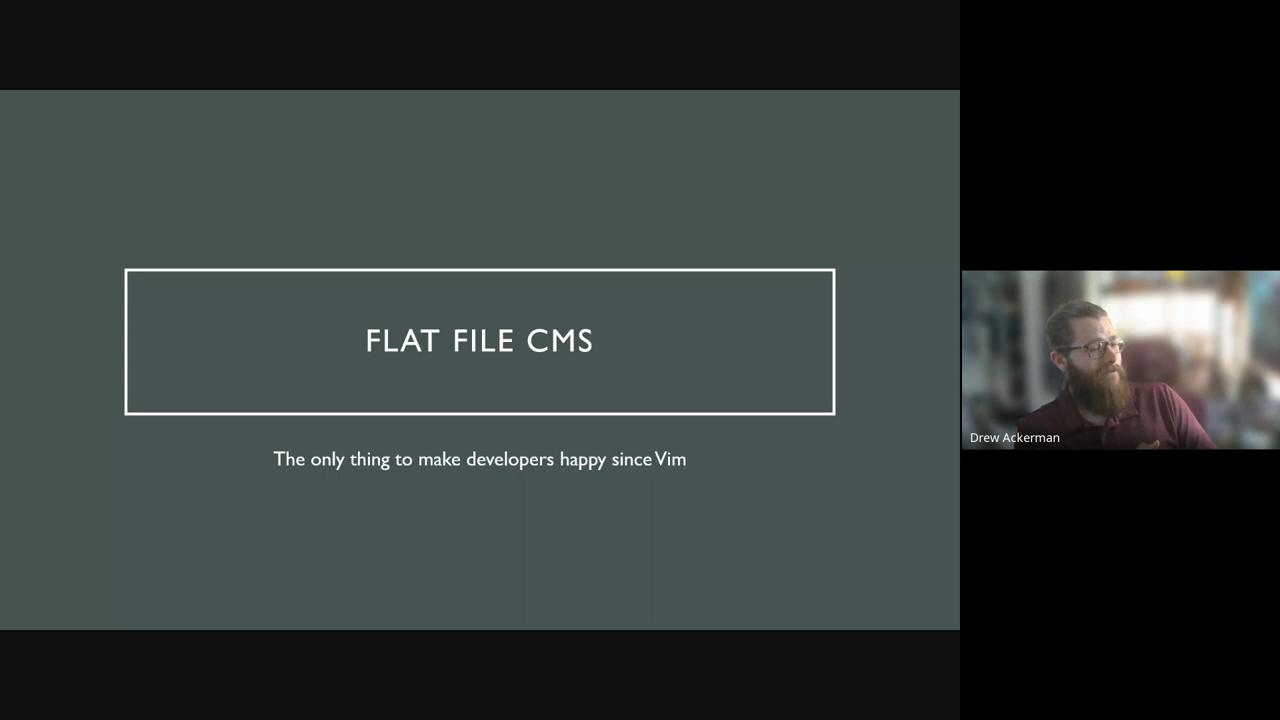 FLAT FILE CMS
The only thing to make developers happy since Vim
Drew Ackerman